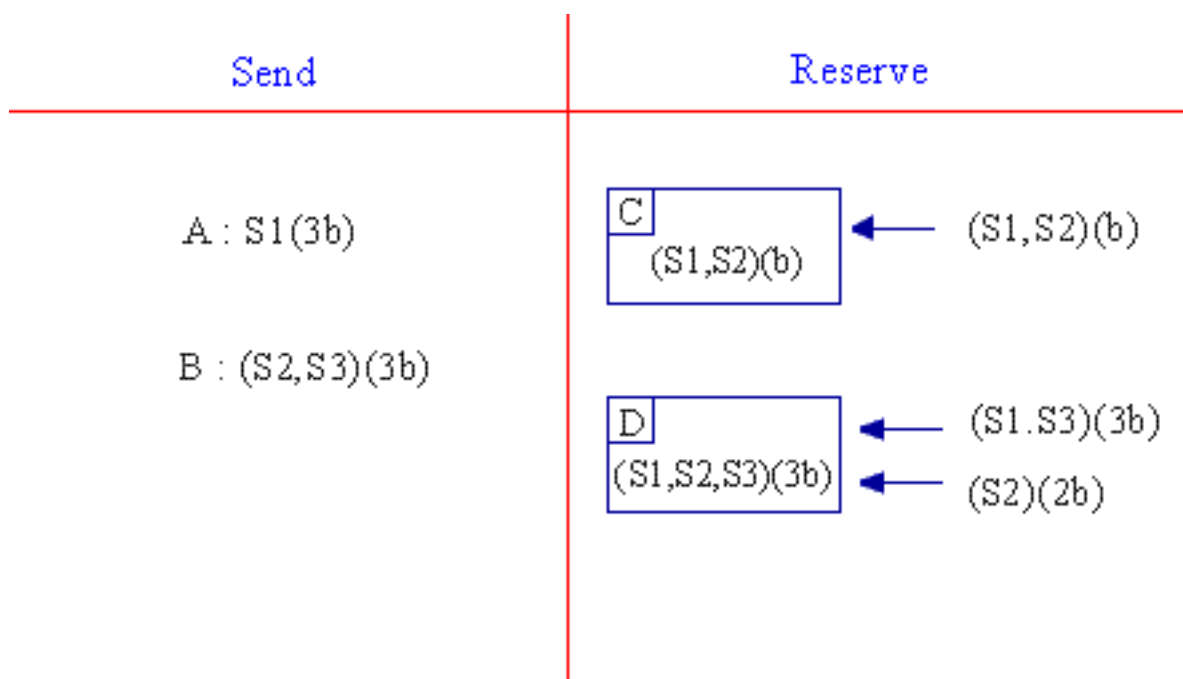 Send
Reserve
A : S1(3b)
B : (S2,S3)(3b)
C
(S1,S2)(b)
(S1,S2)(b)
D
(S1,S2,S3)(3b)
(S1.S3)(3b)
(S2)(2b)